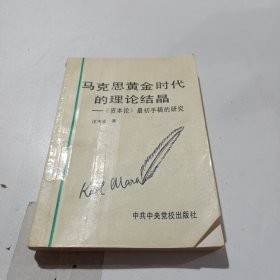 马克思黄金时代
的理论结晶
——《资本论》最初手稿的研究
著
Karl Marx
中共中央党校出版社